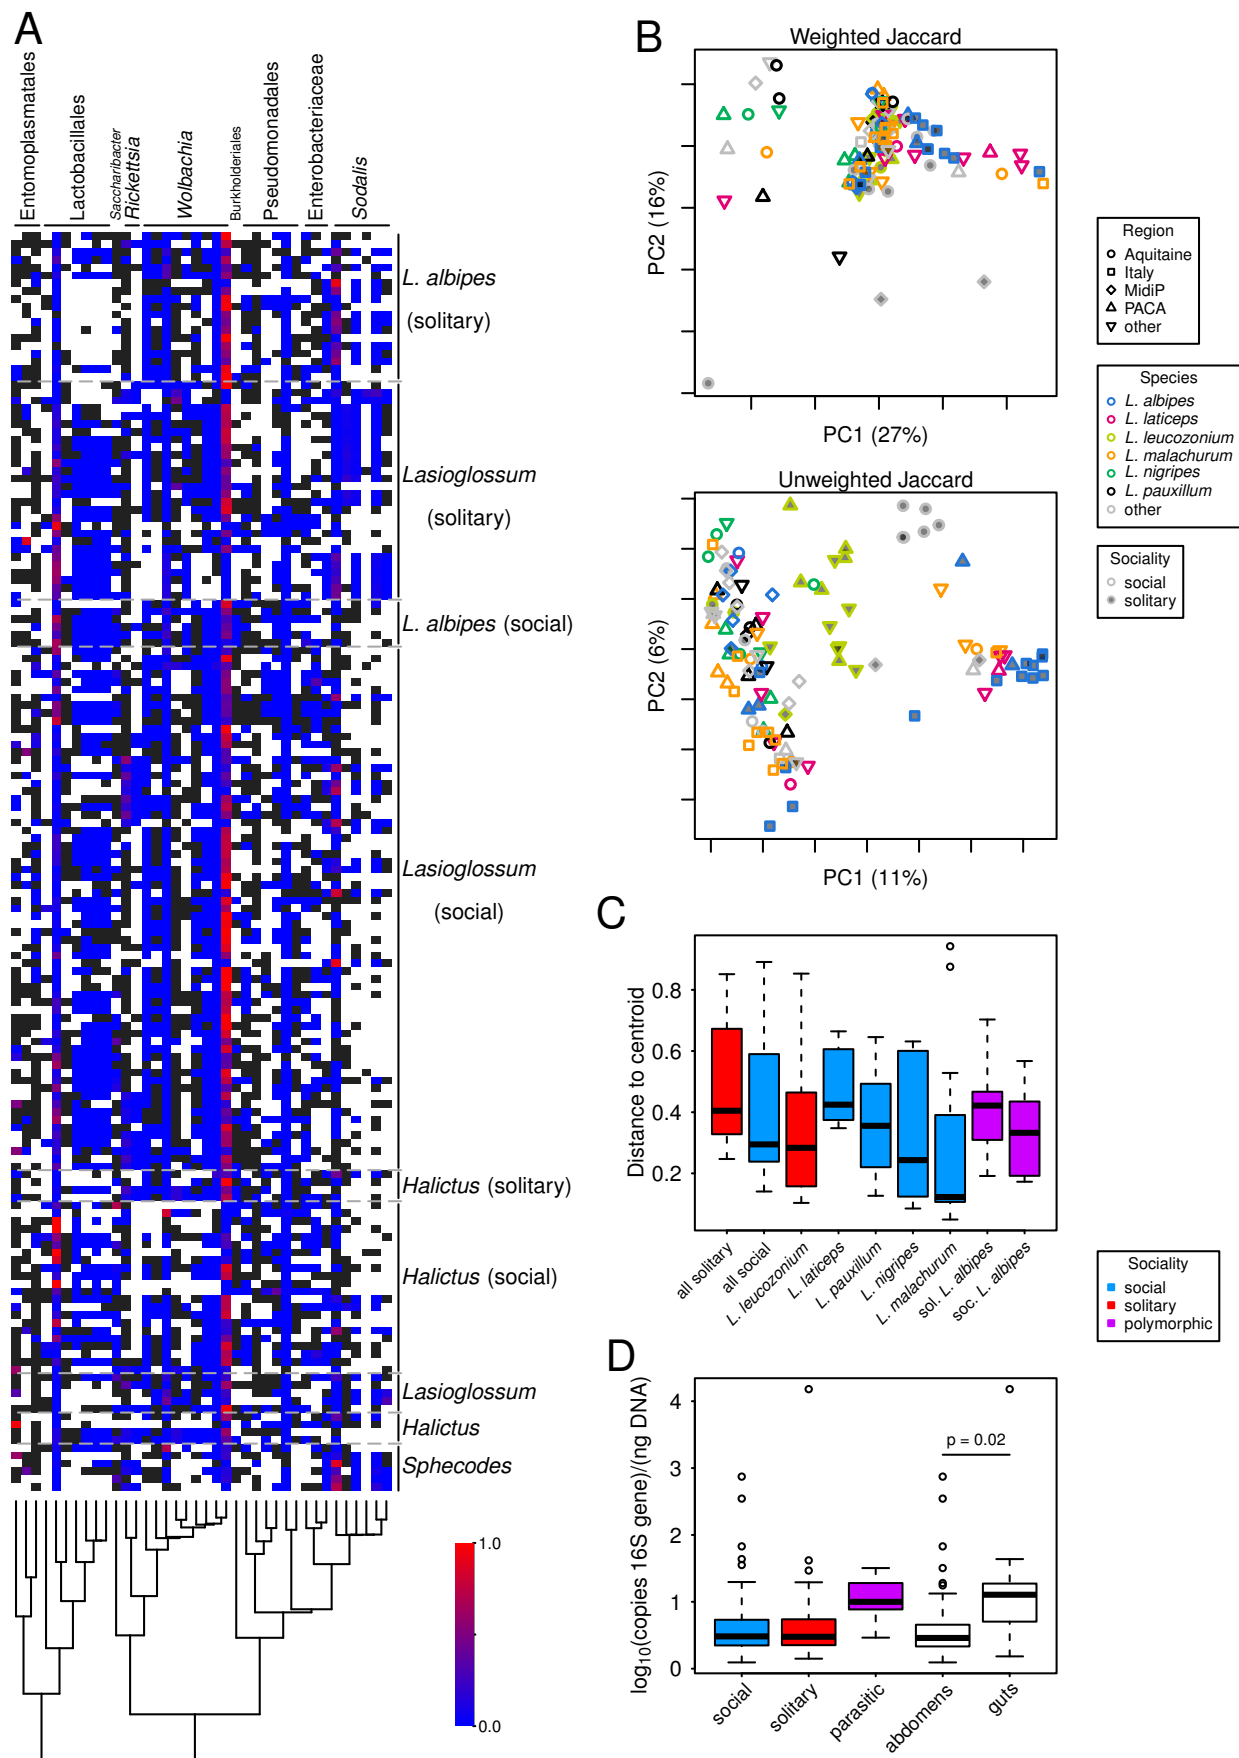 A
Entomoplasmatales
Lactobacillales
Saccharibacter
Rickettsia
Wolbachia
Burkholderiales
Pseudomonadales
Enterobacteriaceae
Sodalis
L. albipes
(solitary)
Lasioglossum
(solitary)
L. albipes (social)
Lasioglossum
(social)
Halictus (solitary)
Halictus (social)
Lasioglossum
Halictus
Sphecodes
1.0
0.0
B
Weighted Jaccard
PC2 (16%)
PC1 (27%)
Unweighted Jaccard
PC2 (6%)
PC1 (11%)
Region
Aquitaine
Italy
MidiP
PACA
other
Species
L. albipes
L. laticeps
L. leucozonium
L. malachurum
L. nigripes
L. pauxillum
other
Sociality
social
solitary
C
Distance to centroid
0.8
0.6
0.4
0.2
all solitary
all social
L. leucozonium
L. laticeps
L. pauxillum
L. nigripes
L. malachurum
sol. L. albipes
soc. L. albipes
Sociality
social
solitary
polymorphic
D
log10(copies 16S gene)/(ng DNA)
4
3
2
1
0
p = 0.02
social
solitary
parasitic
abdomens
guts